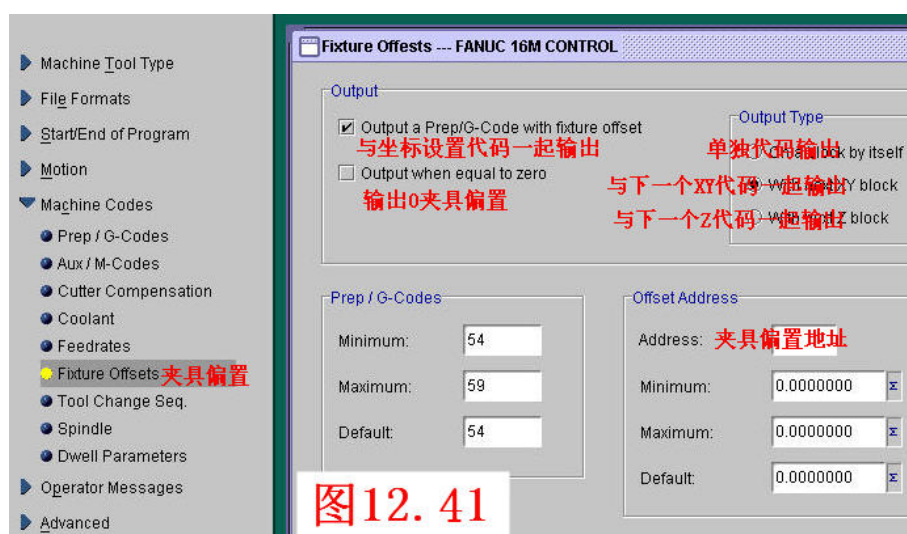 Machine Tool Type
File Formats
Start/End of Program
Motion
Machine Codes
Prep / G-Codes
Aux / M-Codes
Cutter Compensation
Coolant
Feedrates
Fixture Offsets 夹具偏置
Tool Change Seq.
Spindle
Dwell Parameters
Operator Messages
Advanced
Fixture Offests --- FANUC 16M CONTROL
Output
Output a Prep/G-Code with fixture offset
与坐标设置代码一起输出
Output when equal to zero
输出0夹具偏置
Output Type
单独代码输出
block by itself
与下一个XY代码一起输出
Y block
与下一个Z代码一起输出
Z block
Prep / G-Codes
Minimum: 54
Maximum: 59
Default: 54
Offset Address
Address: 夹具偏置地址
Minimum: 0.0000000 Σ
Maximum: 0.0000000 Σ
Default: 0.0000000 Σ
图12.41